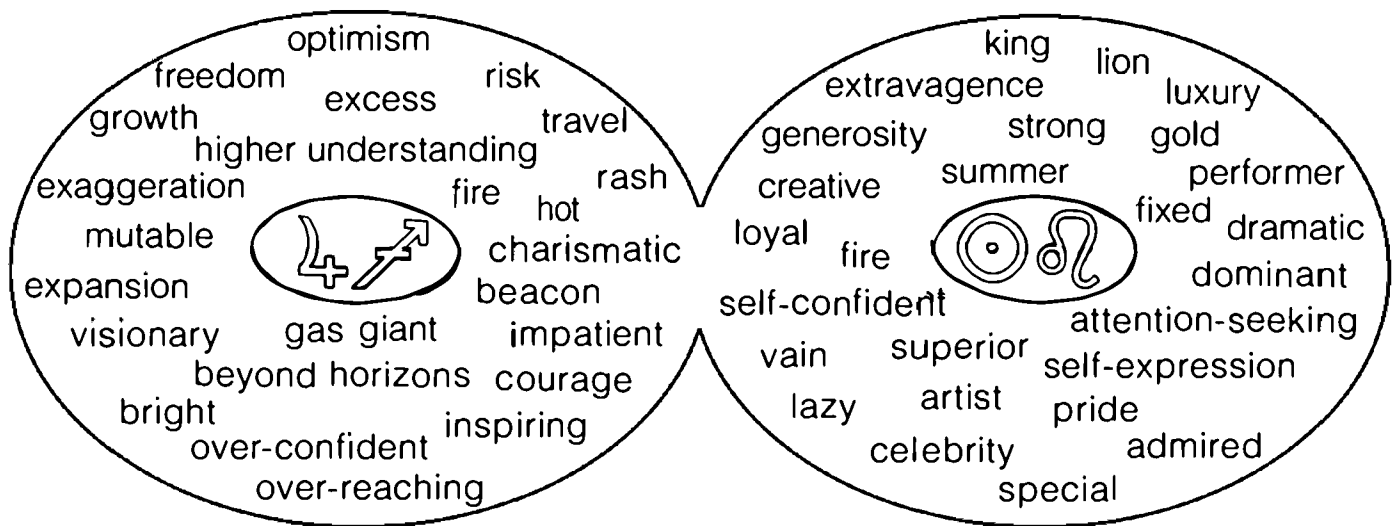 optimism
freedom
risk
excess
growth
travel
higher understanding
rash
exaggeration
fire
hot
mutable
charismatic
expansion
beacon
visionary
gas giant
impatient
beyond horizons
courage
bright
inspiring
over-confident
over-reaching
king
lion
extravagence
luxury
generosity
strong
gold
summer
performer
creative
fixed
loyal
dramatic
fire
dominant
self-confident
attention-seeking
vain
superior
self-expression
lazy
artist
pride
celebrity
admired
special